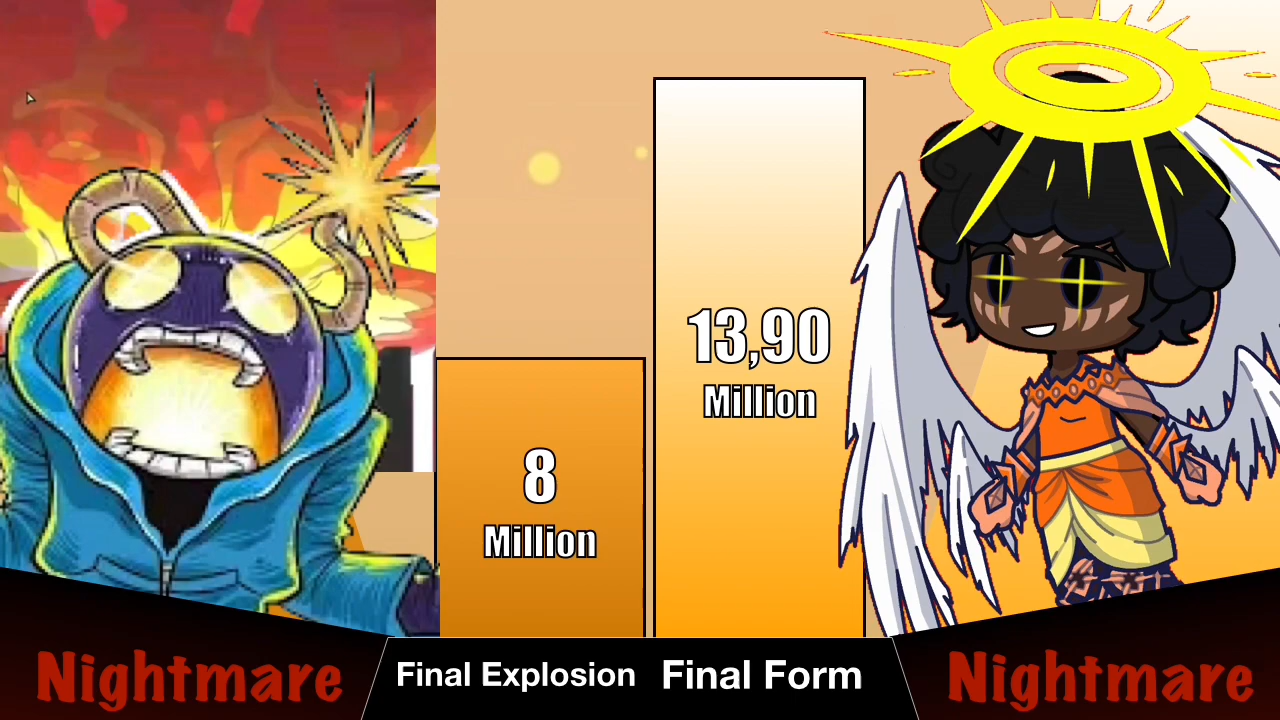 8
Million
13,90
Million
Nightmare
Final Explosion
Final Form
Nightmare